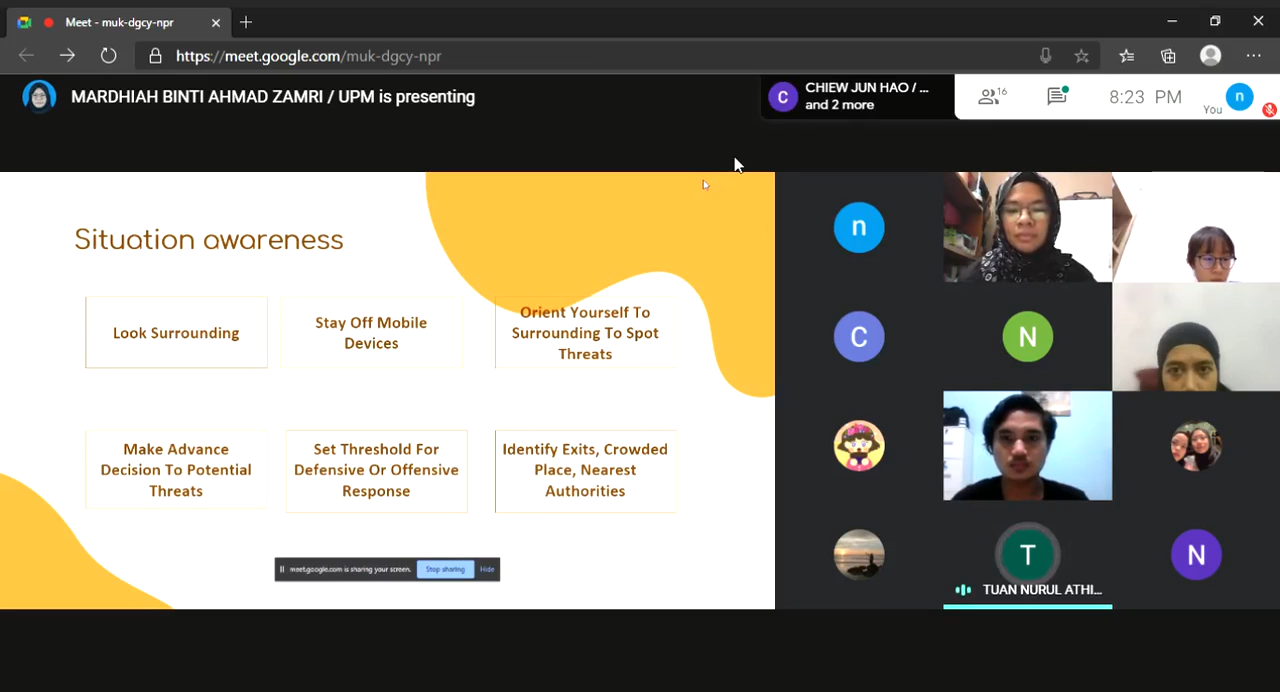 Meet - muk-dgcy-npr
https://meet.google.com/muk-dgcy-npr
MARDHIAH BINTI AHMAD ZAMRI / UPM is presenting
C
CHIEW JUN HAO / ...
and 2 more
16
8:23 PM
You
n
Situation awareness
Look Surrounding
Stay Off Mobile
Devices
Orient Yourself To
Surrounding To Spot
Threats
Make Advance
Decision To Potential
Threats
Set Threshold For
Defensive Or Offensive
Response
Identify Exits, Crowded
Place, Nearest
Authorities
meet.google.com is sharing your screen.
Stop sharing
Hide
n
C
N
T
N
TUAN NURUL ATHI...